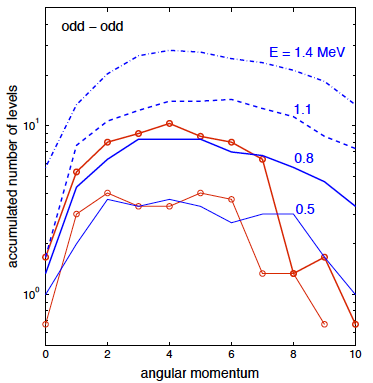 odd – odd
E = 1.4 MeV
1.1
0.8
0.5
accumulated number of levels
10^1
10^0
0 2 4 6 8 10
angular momentum